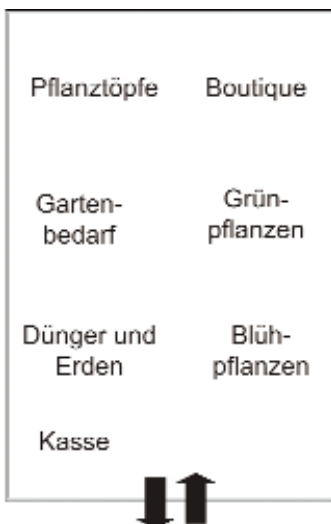 Pflanztöpfe
Boutique
Garten-
bedarf
Grün-
pflanzen
Dünger und
Erden
Blüh-
pflanzen
Kasse